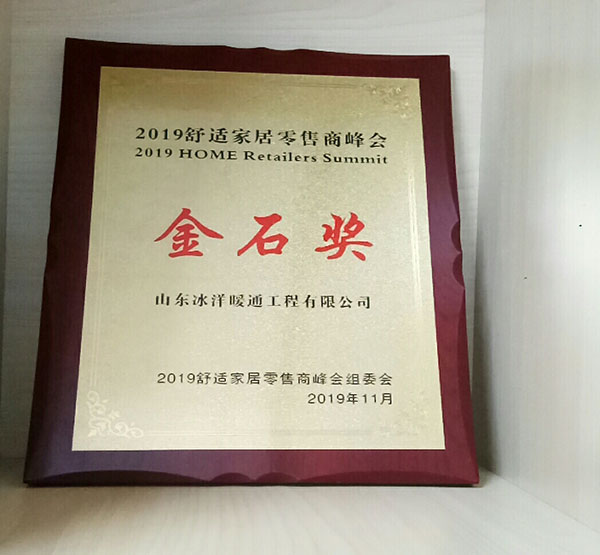 2019舒适家居零售商峰会
2019 HOME Retailers Summit
金石奖
山东冰洋暖通工程有限公司
2019舒适家居零售商峰会组委会
2019年11月